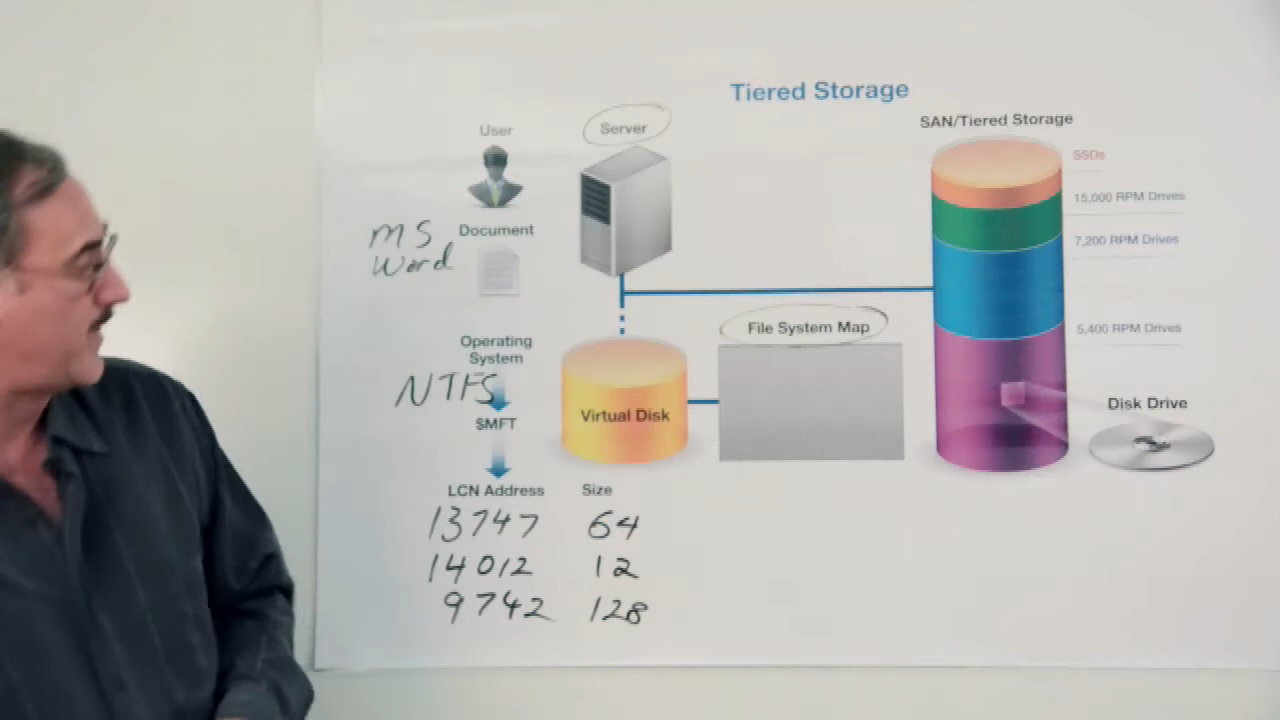 Tiered Storage
User
Server
SAN/Tiered Storage
SSDs
15,000 RPM Drives
7,200 RPM Drives
MS Word
Document
Operating System
File System Map
5,400 RPM Drives
NTFS
$MFT
Virtual Disk
Disk Drive
LCN Address Size
13747 64
14012 12
9742 128